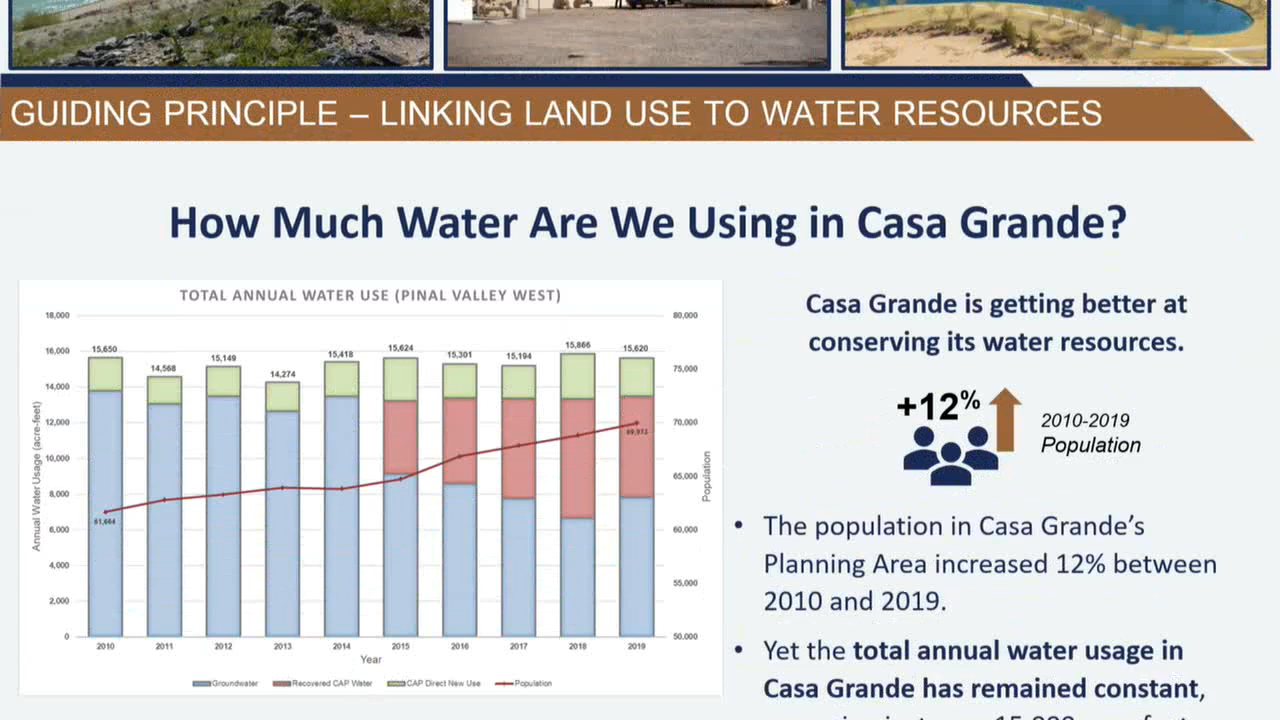 GUIDING PRINCIPLE – LINKING LAND USE TO WATER RESOURCES
How Much Water Are We Using in Casa Grande?
TOTAL ANNUAL WATER USE (PINAL VALLEY WEST)
18,000
16,000
14,000
12,000
10,000
8,000
6,000
4,000
2,000
0
Annual Water Usage (acre-feet)
15,650
14,568
15,149
14,274
15,418
15,624
15,301
15,194
15,866
15,620
61,664
69,973
80,000
75,000
70,000
65,000
60,000
55,000
50,000
Population
2010 2011 2012 2013 2014 2015 2016 2017 2018 2019
Year
Groundwater Recovered CAP Water CAP Direct New Use Population
Casa Grande is getting better at
conserving its water resources.
+12%
2010-2019
Population
• The population in Casa Grande’s
Planning Area increased 12% between
2010 and 2019.
• Yet the total annual water usage in
Casa Grande has remained constant,